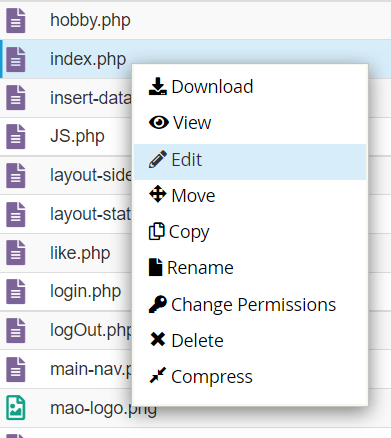 hobby.php
index.php
Download
insert-data
View
JS.php
Edit
layout-side
Move
layout-stat
Copy
like.php
Rename
login.php
Change Permissions
logOut.php
Delete
main-nav.p
Compress
mao-logo.png